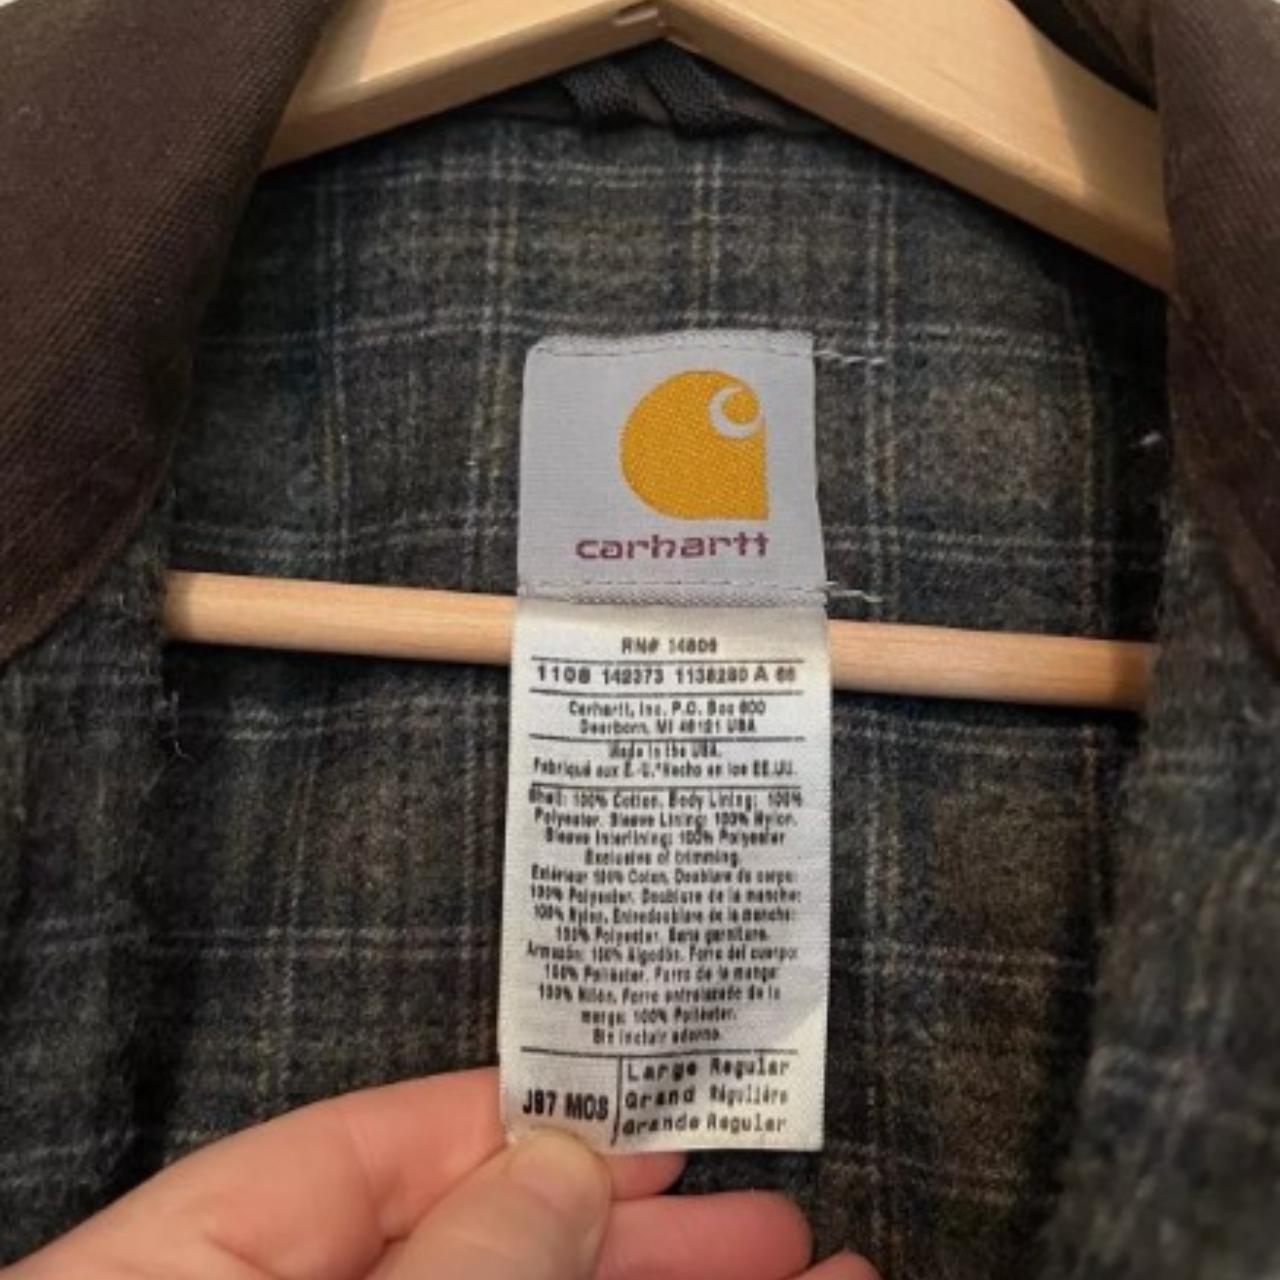 carhartt
RN# 14806
1108 142373 1138280 A 66
Carhartt, Inc. P.O. Box 600
Dearborn, MI 48121 USA
Made in the USA.
Fabriqué aux É.-U.*Hecho en los EE.UU.
Shell: 100% Cotton. Body Lining: 100%
Polyester. Sleeve Lining: 100% Nylon.
Sleeve Interlining: 100% Polyester
Exclusive of trimming.
Extérieur 100% Coton. Doublure de corps:
100% Polyester. Doublure de la manche:
100% Nylon. Entredoublure de la manche:
100% Polyester. Sans garniture.
Armazón: 100% Algodón. Forro del cuerpo:
100% Poliéster. Forro de la manga:
100% Nilón. Forro entrelazado de la
manga: 100% Poliéster.
Sin incluir adorno.
J97 MOS
Large Regular
Grand Régulière
Grande Regular